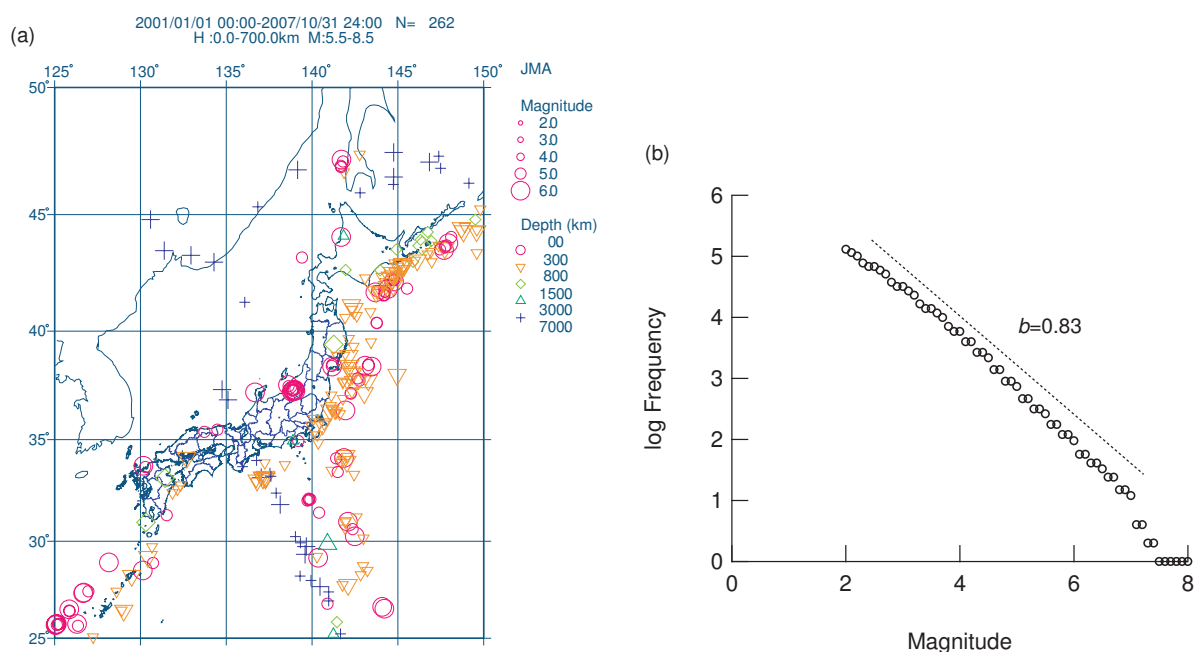 2001/01/01 00:00-2007/10/31 24:00 N= 262
H :0.0-700.0km M:5.5-8.5
(a)
125° 130° 135° 140° 145° 150°
JMA
50°
45°
40°
35°
30°
25°
Magnitude
2.0
3.0
4.0
5.0
6.0
Depth (km)
00
300
800
1500
3000
7000
(b)
6
5
4
3
2
1
0
log Frequency
b=0.83
0 2 4 6 8
Magnitude